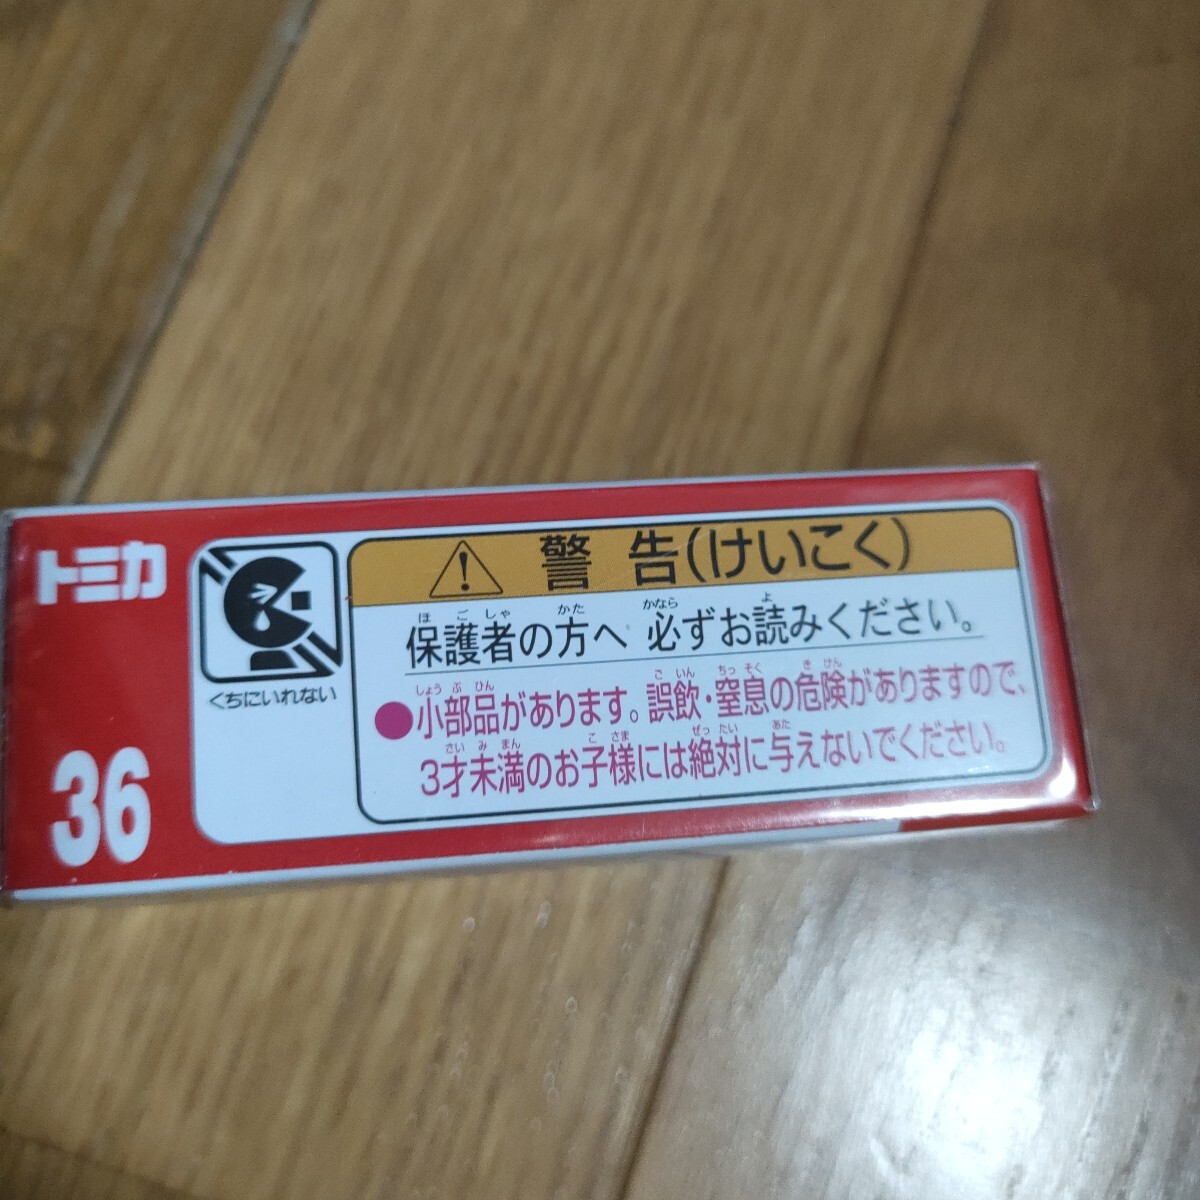 トミカ
36
くちにいれない
警告(けいこく)
ほごしゃ かた かなら よ
保護者の方へ 必ずお読みください。
しょうぶひん ごいん ちっそく きけん
●小部品があります。誤飲・窒息の危険がありますので、
さいみまん こさま ぜったい あた
3才未満のお子様には絶対に与えないでください。